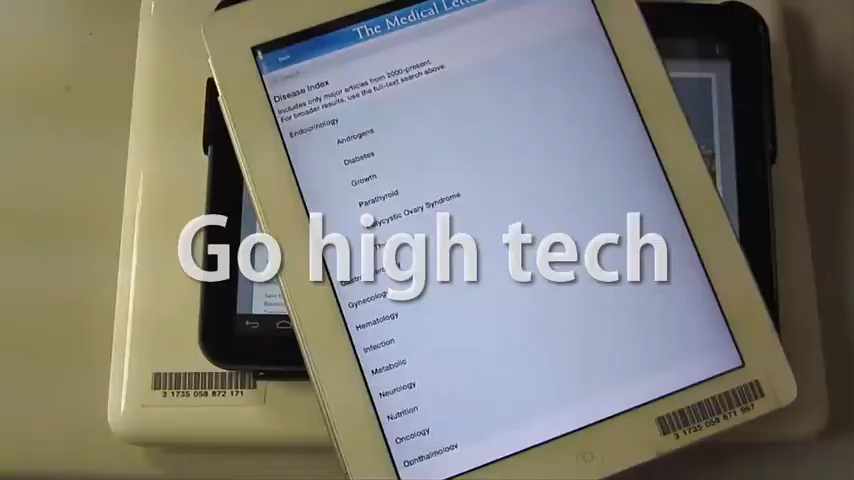 The Medical
Back
Disease Index
Includes only major articles from 2000-present.
For broader results, use the full-text search above.
Endocrinology
Androgens
Diabetes
Growth
Parathyroid
Polycystic Ovary Syndrome
Go high tech
Gynecology
Hematology
Infection
Metabolic
Neurology
Nutrition
Oncology
Ophthalmology
3 1735 058 872 171
3 1735 058 871 967